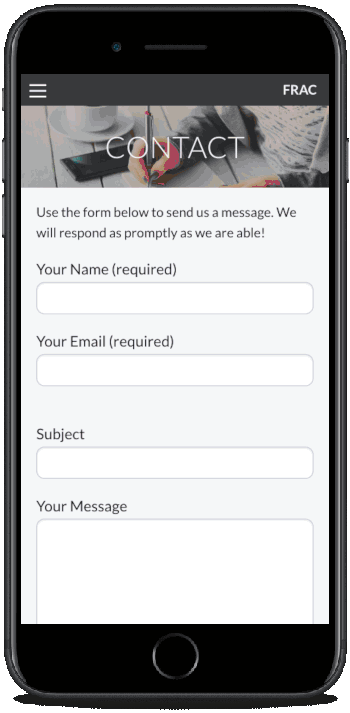 FRAC
CONTACT
Use the form below to send us a message. We
will respond as promptly as we are able!
Your Name (required)
Your Email (required)
Subject
Your Message